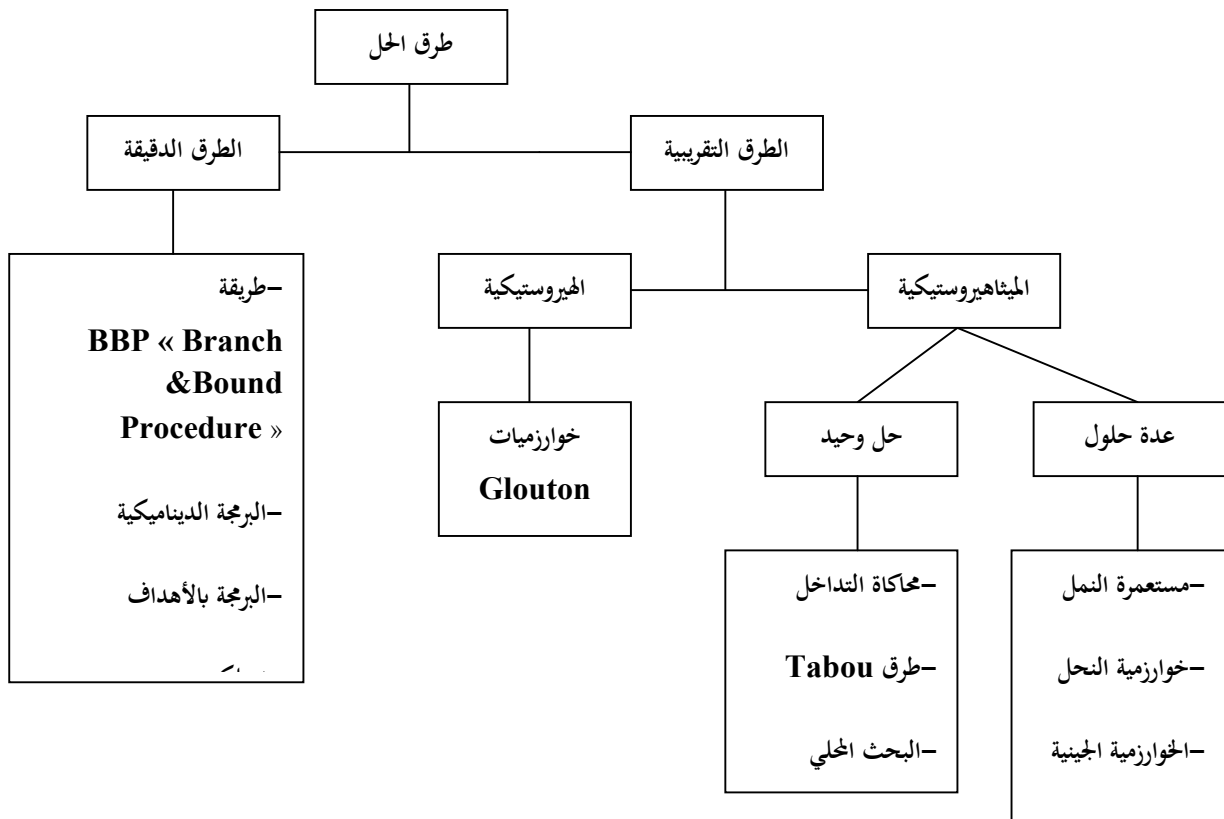 طرق الحل
الطرق الدقيقة
الطرق التقريبية
–طريقة
BBP « Branch
&Bound
Procedure »
–البرمجة الديناميكية
–البرمجة بالأهداف
الهيروستيكية
الميثاهيروستيكية
خوارزميات
Glouton
حل وحيد
عدة حلول
–محاكاة التداخل
–طرق Tabou
–البحث المحلي
–مستعمرة النمل
–خوارزمية النحل
–الخوارزمية الجينية